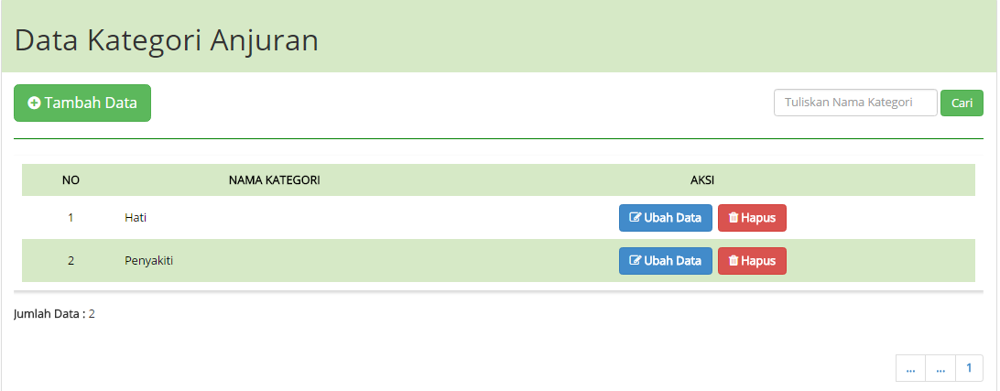 Data Kategori Anjuran
Tambah Data Tuliskan Nama Kategori Cari
NO NAMA KATEGORI AKSI
1 Hati Ubah Data Hapus
2 Penyakiti Ubah Data Hapus
Jumlah Data : 2
... ... 1